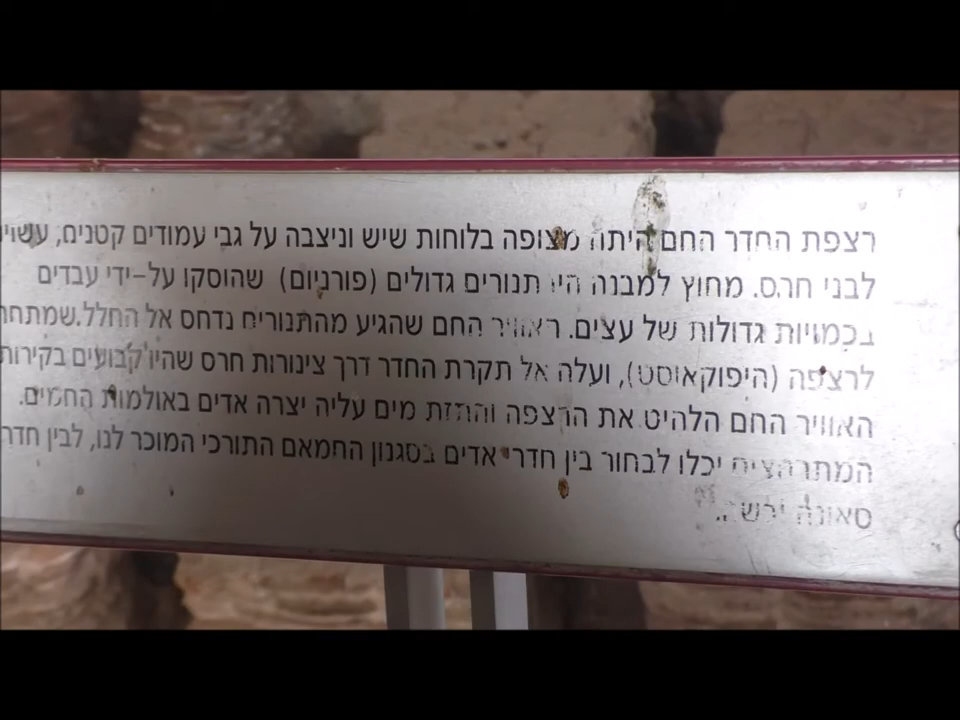 רצפת החדר החם היתה מצופה בלוחות שיש וניצבה על גבי עמודים קטנים,
לבני חרס. מחוץ למבנה היו תנורים גדולים (פורניום) שהוסקו על-ידי עבדים
בכמויות גדולות של עצים. האוויר החם שהגיע מהתנורים נדחס אל החלל שמתחת
לרצפה (היפוקאוסט), ועלה אל תקרת החדר דרך צינורות חרס שהיו קבועים בקירות
האוויר החם הלהיט את הרצפה והתזת מים עליה יצרה אדים באולמות החמים.
המתרחצים יכלו לבחור בין חדרי אדים בסגנון החמאם התורכי המוכר לנו, לבין חדר
סאונה יבשה.